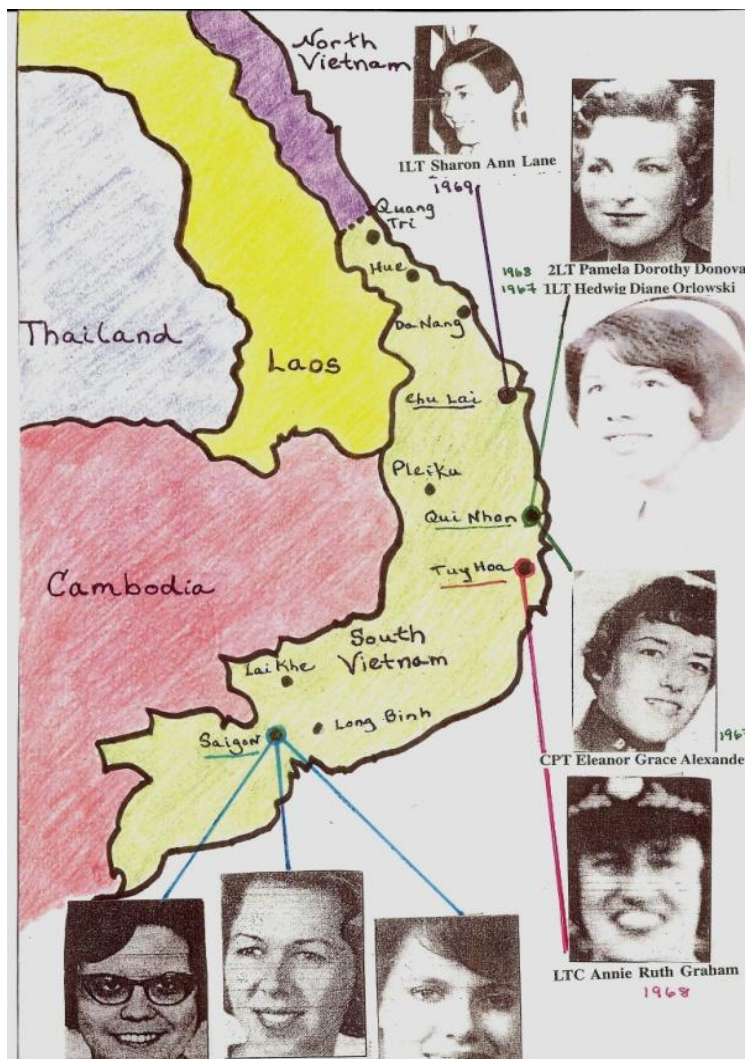 North
Vietnam
1LT Sharon Ann Lane
1969
Quang
Tri
1968 2LT Pamela Dorothy Donova
1967 1LT Hedwig Diane Orlowski
Hue
Da Nang
Thailand
Laos
Chu Lai
Pleiku
Qui Nhon
Tuy Hoa
Cambodia
South
Vietnam
Lai Khe
Long Binh
Saigon
196
CPT Eleanor Grace Alexande
LTC Annie Ruth Graham
1968